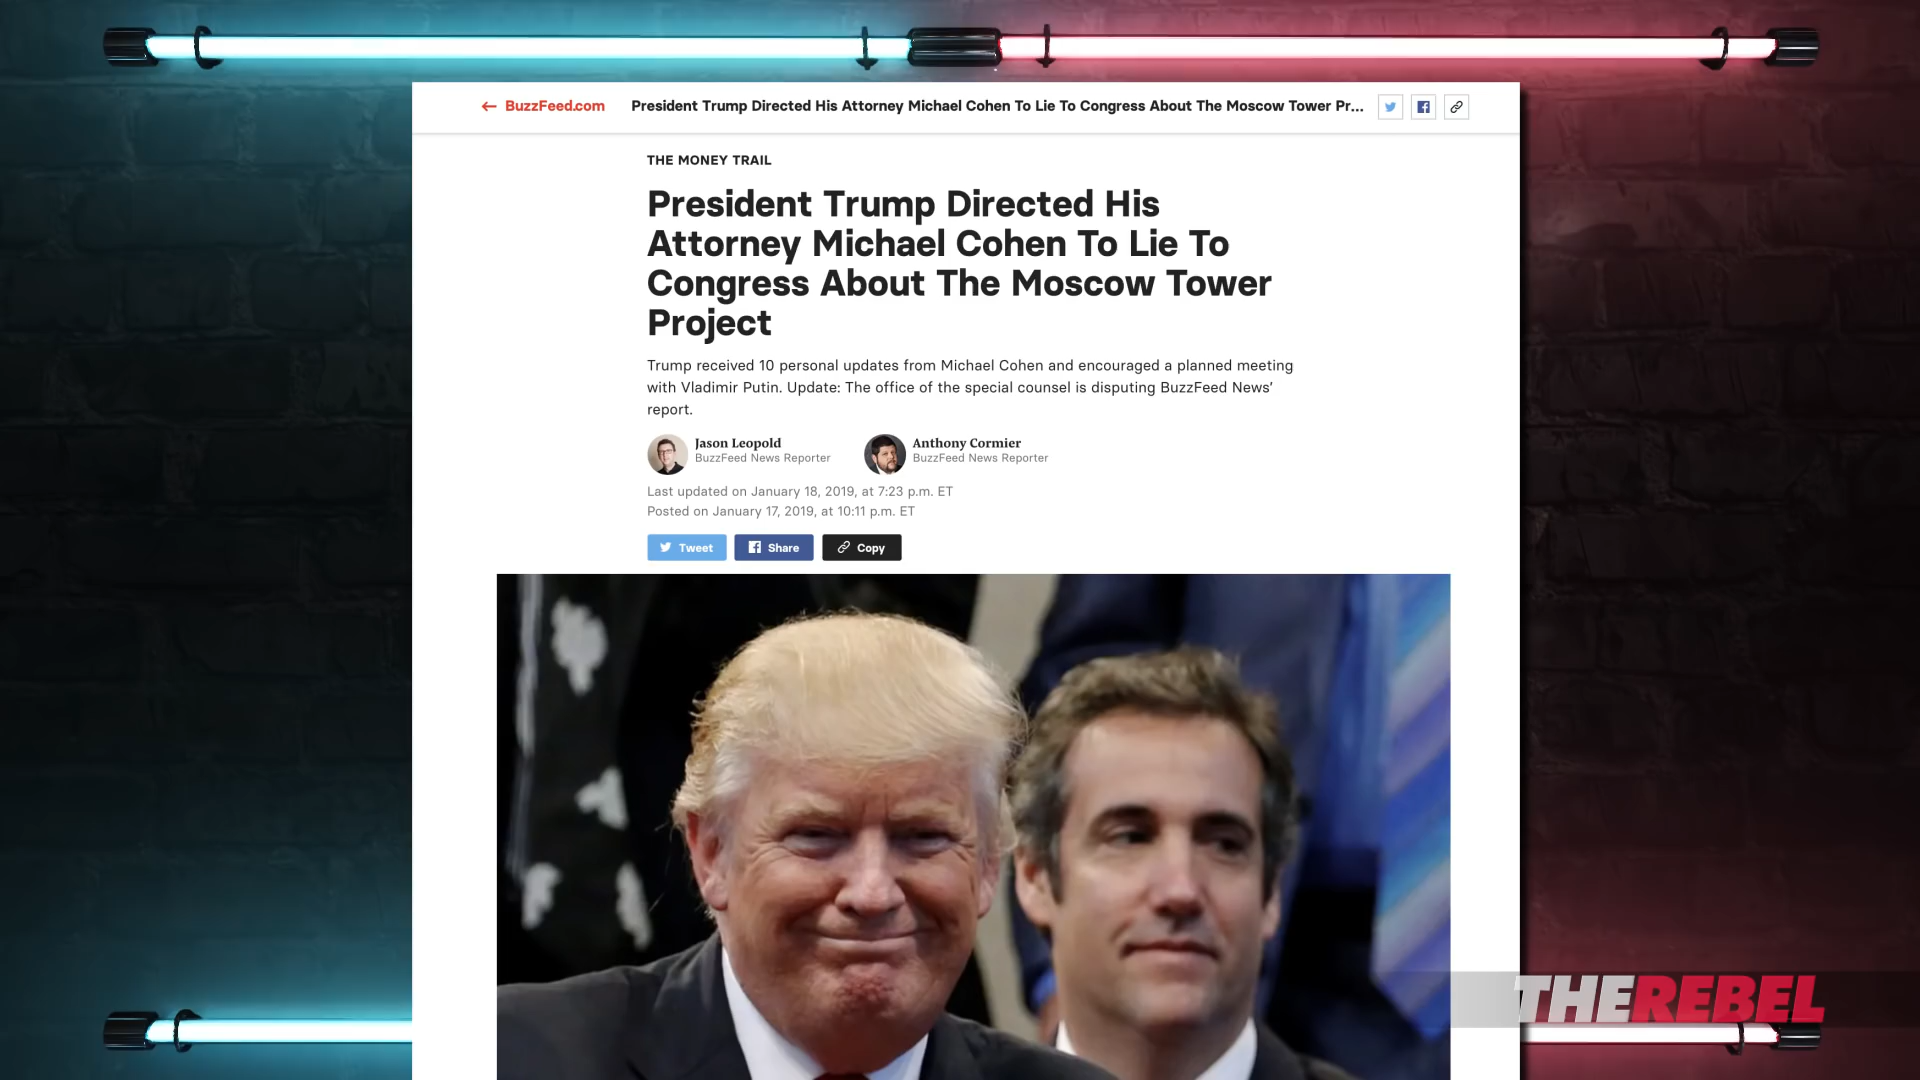 BuzzFeed.com President Trump Directed His Attorney Michael Cohen To Lie To Congress About The Moscow Tower Pr...
THE MONEY TRAIL
President Trump Directed His
Attorney Michael Cohen To Lie To
Congress About The Moscow Tower
Project
Trump received 10 personal updates from Michael Cohen and encouraged a planned meeting
with Vladimir Putin. Update: The office of the special counsel is disputing BuzzFeed News’
report.
Jason Leopold
BuzzFeed News Reporter
Anthony Cormier
BuzzFeed News Reporter
Last updated on January 18, 2019, at 7:23 p.m. ET
Posted on January 17, 2019, at 10:11 p.m. ET
Tweet Share Copy
THEREBEL